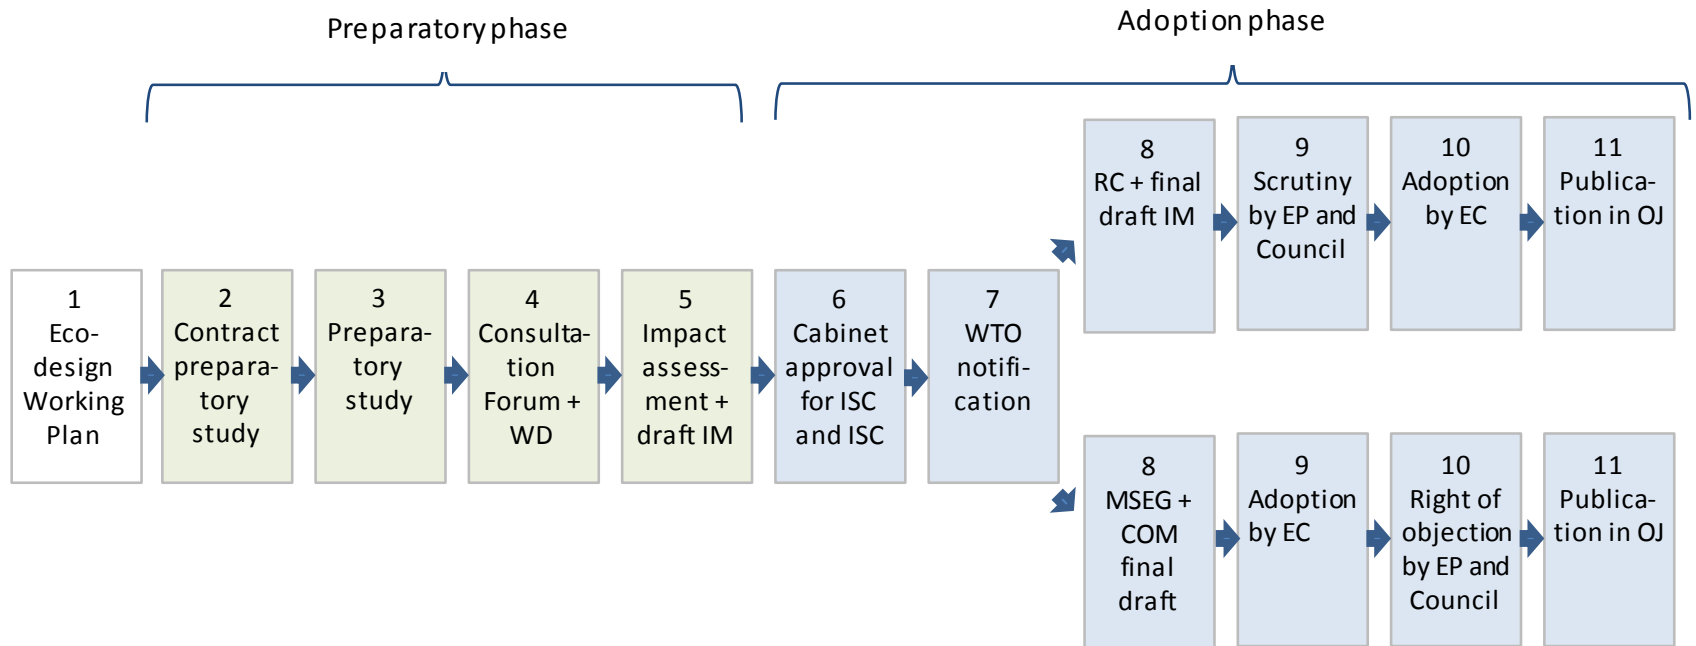 Preparatory phase
Adoption phase
1
Eco-
design
Working
Plan
2
Contract
prepara-
tory
study
3
Prepara-
tory
study
4
Consulta-
tion
Forum +
WD
5
Impact
assess-
ment +
draft IM
6
Cabinet
approval
for ISC
and ISC
7
WTO
notifi-
cation
8
RC + final
draft IM
9
Scrutiny
by EP and
Council
10
Adoption
by EC
11
Publica-
tion in OJ
8
MSEG +
COM
final
draft
9
Adoption
by EC
10
Right of
objection
by EP and
Council
11
Publica-
tion in OJ